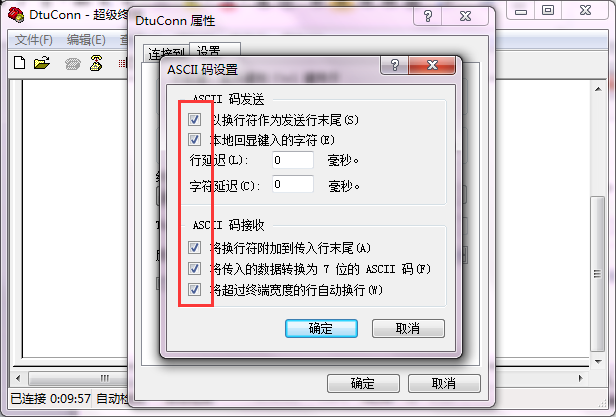 DtuConn - 超级终
DtuConn 属性
文件(F) 编辑(E) 查
连接到 设置
ASCII 码设置
ASCII 码发送
以换行符作为发送行末尾(S)
本地回显键入的字符(E)
行延迟(L): 0 毫秒。
字符延迟(C): 0 毫秒。
ASCII 码接收
将换行符附加到传入行末尾(A)
将传入的数据转换为 7 位的 ASCII 码(F)
将超过终端宽度的行自动换行(W)
确定 取消
确定 取消
已连接 0:09:57 自动检